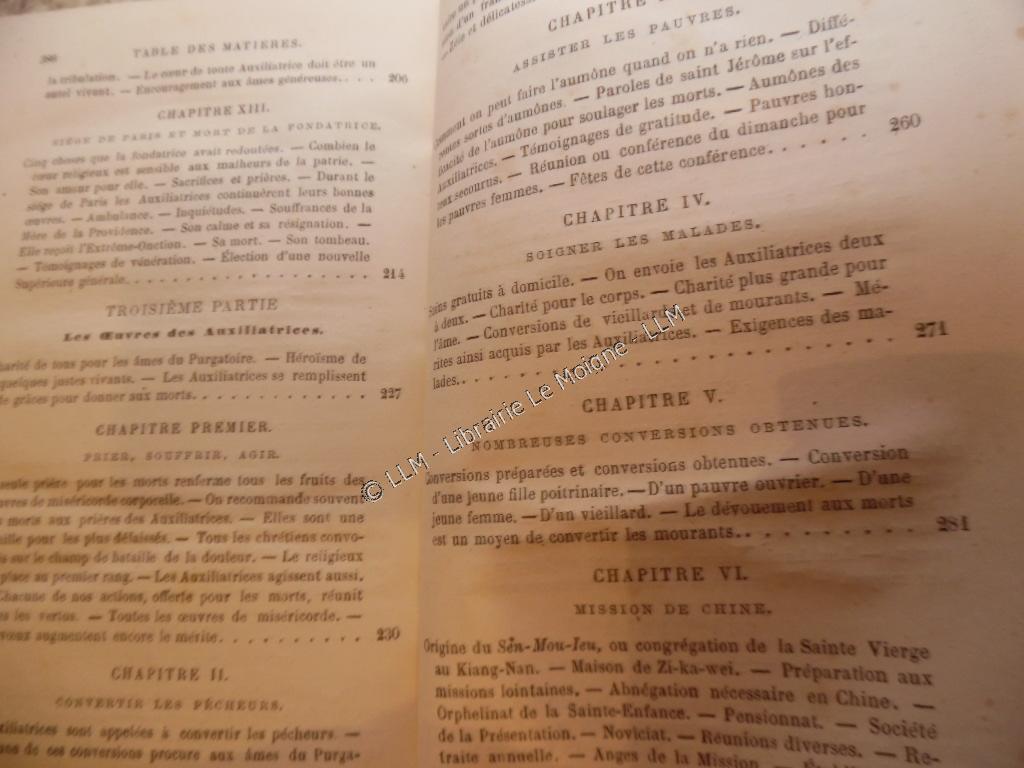 386
TABLE DES MATIÈRES.
la tribulation. — Le cœur de toute Auxiliatrice doit être un
autel vivant. — Encouragement aux âmes généreuses.... 206
CHAPITRE XIII.
SIÉGE DE PARIS ET MORT DE LA FONDATRICE.
Cinq choses que la fondatrice avait redoutées. — Combien le
cœur religieux est sensible aux malheurs de la patrie. —
Son amour pour elle. — Sacrifices et prières. — Durant le
siége de Paris les Auxiliatrices continuèrent leurs bonnes
œuvres. — Ambulance. — Inquiétudes. — Souffrances de la
Mère de la Providence. — Son calme et sa résignation. —
Elle reçoit l'Extrême-Onction. — Sa mort. — Son tombeau.
— Témoignages de vénération. — Élection d'une nouvelle
Supérieure générale. 214
TROISIÈME PARTIE
Les Œuvres des Auxiliatrices.
de tous pour les âmes du Purgatoire. — Héroïsme de
quelques justes vivants. — Les Auxiliatrices se remplissent
de grâces pour donner aux morts. 227
CHAPITRE PREMIER.
PRIER, SOUFFRIR, AGIR.
seule prière pour les morts renferme tous les fruits des
de miséricorde corporelle. — On recommande souvent
morts aux prières des Auxiliatrices. — Elles sont une
pour les plus délaissés. — Tous les chrétiens convo-
sur le champ de bataille de la douleur. — Le religieux
place au premier rang. — Les Auxiliatrices agissent aussi.
Chacune de nos actions, offerte pour les morts, réunit
les vertus. — Toutes les œuvres de miséricorde. —
vœux augmentent encore le mérite. 230
CHAPITRE II.
CONVERTIR LES PÉCHEURS.
sont appelées à convertir les pécheurs. —
de ces conversions procure aux âmes du Purga-
d'un
— Zèle et délicatesse
CHAPITRE
ASSISTER LES PAUVRES.
Comment on peut faire l'aumône quand on n'a rien. — Diffé-
rentes sortes d'aumônes. — Paroles de saint Jérôme sur l'ef-
ficacité de l'aumône pour soulager les morts. — Aumônes des
Auxiliatrices. — Témoignages de gratitude. — Pauvres hon-
teux secourus. — Réunion ou conférence du dimanche pour
les pauvres femmes. — Fêtes de cette conférence. 260
CHAPITRE IV.
SOIGNER LES MALADES.
Soins gratuits à domicile. — On envoie les Auxiliatrices deux
à deux. — Charité pour le corps. — Charité plus grande pour
l'âme. — Conversions de vieillards et de mourants. — Mé-
rites ainsi acquis par les Auxiliatrices. — Exigences des ma-
lades. 271
CHAPITRE V.
NOMBREUSES CONVERSIONS OBTENUES.
Conversions préparées et conversions obtenues. — Conversion
d'une jeune fille poitrinaire. — D'un pauvre ouvrier. — D'une
jeune femme. — D'un vieillard. — Le dévouement aux morts
est un moyen de convertir les mourants. 281
CHAPITRE VI.
MISSION DE CHINE.
Origine du Sen-Mou-Ieu, ou congrégation de la Sainte Vierge
au Kiang-Nan. — Maison de Zi-ka-wei. — Préparation aux
missions lointaines. — Abnégation nécessaire en Chine. —
Orphelinat de la Sainte-Enfance. — Pensionnat. — Société
de la Présentation. — Noviciat. — Réunions diverses. — Re-
traite annuelle. — Anges de la Mission
© LLM - Librairie Le Moigne - LLM